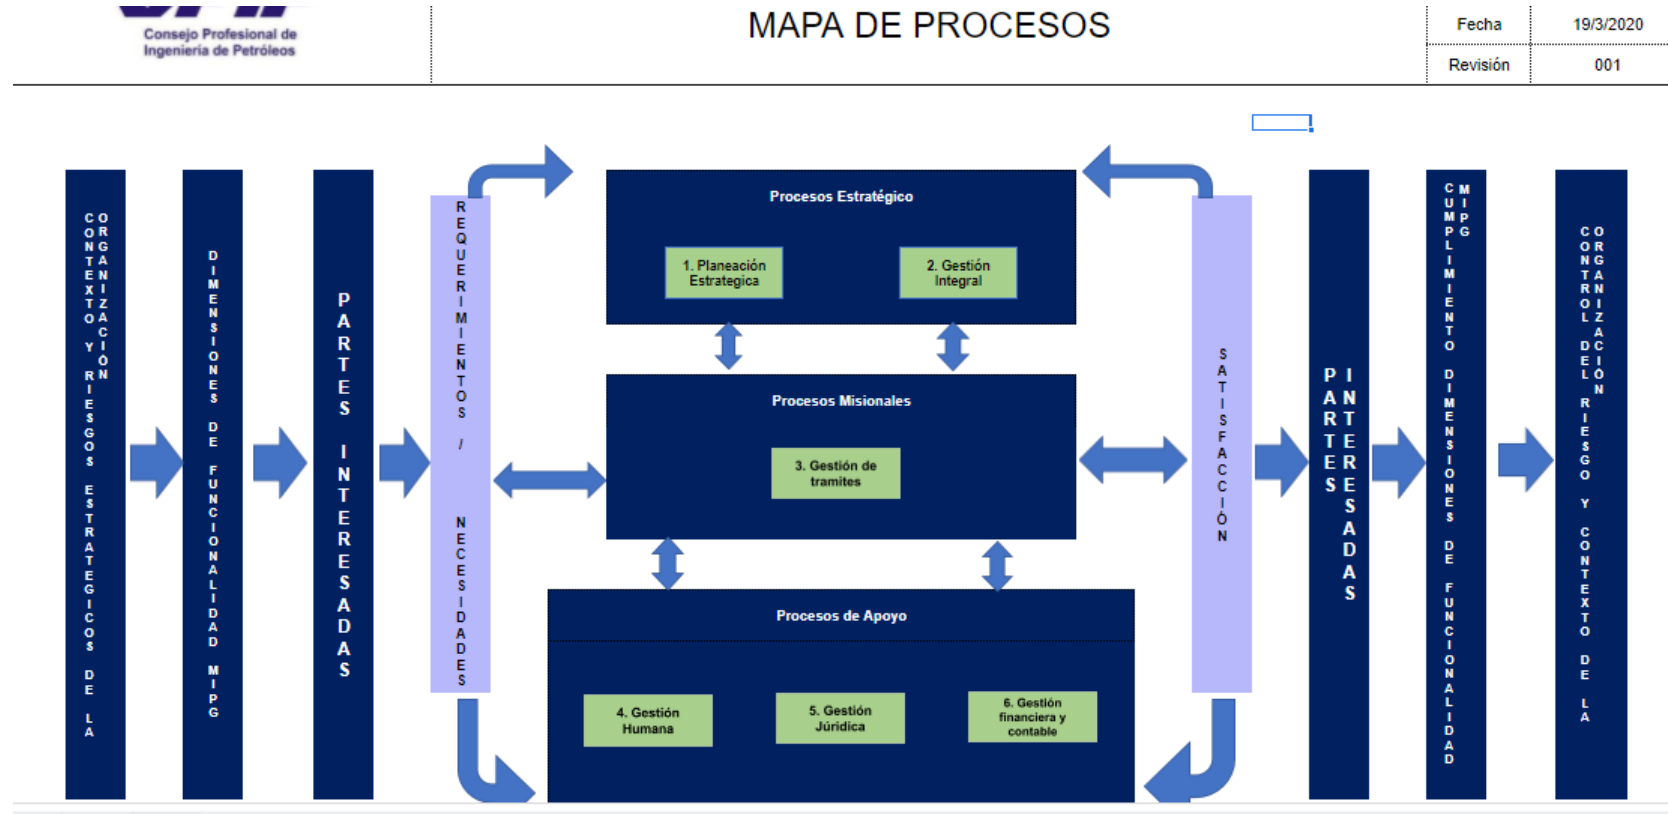 Consejo Profesional de
Ingeniería de Petróleos
MAPA DE PROCESOS
Fecha 19/3/2020
Revisión 001
CONTEXTO Y RIESGOS ESTRATEGICOS DE LA ORGANIZACIÓN
DIMENSIONES DE FUNCIONALIDAD MIPG
PARTES INTERESADAS
REQUERIMIENTOS / NECESIDADES
Procesos Estratégico
1. Planeación
Estrategica
2. Gestión
Integral
Procesos Misionales
3. Gestión de
tramites
Procesos de Apoyo
4. Gestión
Humana
5. Gestión
Júridica
6. Gestión
financiera y
contable
SATISFACCIÓN
PARTES INTERESADAS
CUMPLIMIENTO DIMENSIONES DE FUNCIONALIDAD MIPG
CONTROL DEL RIESGO Y CONTEXTO DE LA ORGANIZACIÓN